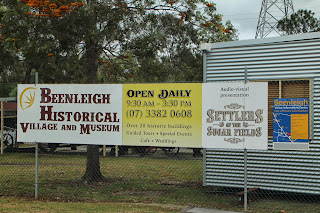 BEENLEIGH
HISTORICAL
VILLAGE AND MUSEUM
OPEN DAILY
9:30 AM – 3:30 PM
(07) 3382 0608
Over 20 historic buildings
Guided Tours • Special Events
Cafe • Weddings
Audio-visual
presentation
SETTLERS
OF THE
SUGAR FIELDS
Beenleigh